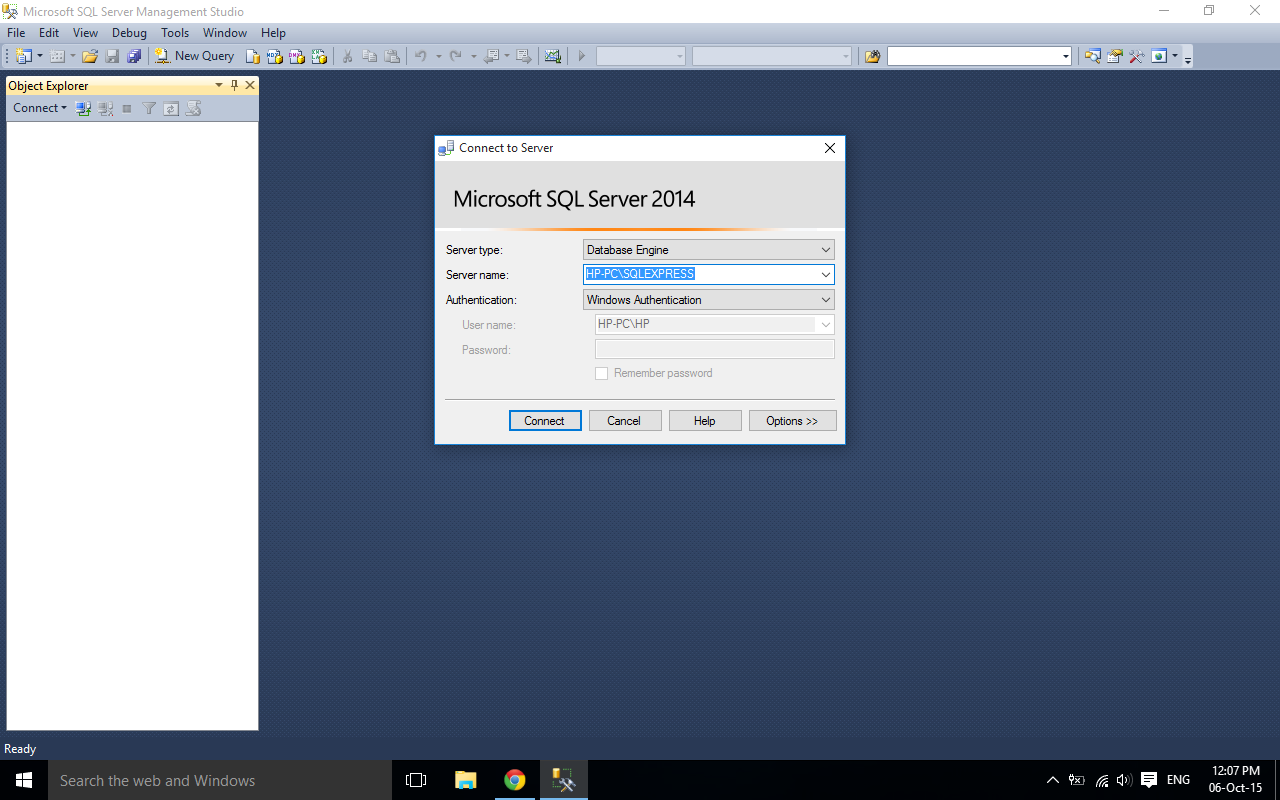 Microsoft SQL Server Management Studio
File Edit View Debug Tools Window Help
New Query
Object Explorer
Connect
Connect to Server
Microsoft SQL Server 2014
Server type: Database Engine
Server name: HP-PC\SQLEXPRESS
Authentication: Windows Authentication
User name: HP-PC\HP
Password:
Remember password
Connect Cancel Help Options >>
Ready
Search the web and Windows
ENG
12:07 PM
06-Oct-15